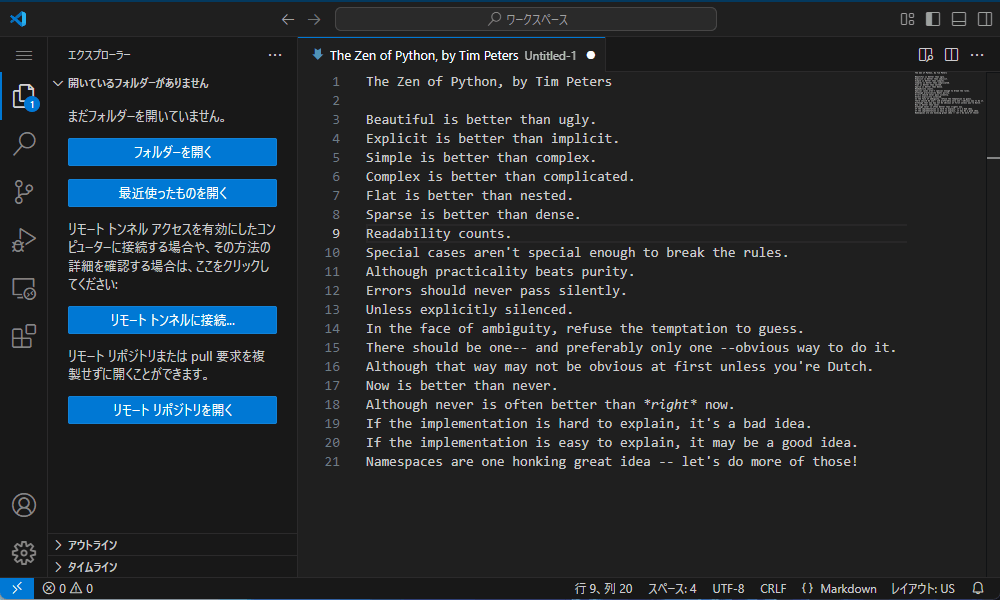 ワークスペース
エクスプローラー
開いているフォルダーがありません
まだフォルダーを開いていません。
フォルダーを開く
最近使ったものを開く
リモート トンネル アクセスを有効にしたコン
ピューターに接続する場合や、その方法の
詳細を確認する場合は、ここをクリックし
てください:
リモート トンネルに接続...
リモート リポジトリまたは pull 要求を複
製せずに開くことができます。
リモート リポジトリを開く
アウトライン
タイムライン
1
The Zen of Python, by Tim Peters Untitled-1
1 The Zen of Python, by Tim Peters
2
3 Beautiful is better than ugly.
4 Explicit is better than implicit.
5 Simple is better than complex.
6 Complex is better than complicated.
7 Flat is better than nested.
8 Sparse is better than dense.
9 Readability counts.
10 Special cases aren't special enough to break the rules.
11 Although practicality beats purity.
12 Errors should never pass silently.
13 Unless explicitly silenced.
14 In the face of ambiguity, refuse the temptation to guess.
15 There should be one-- and preferably only one --obvious way to do it.
16 Although that way may not be obvious at first unless you're Dutch.
17 Now is better than never.
18 Although never is often better than *right* now.
19 If the implementation is hard to explain, it's a bad idea.
20 If the implementation is easy to explain, it may be a good idea.
21 Namespaces are one honking great idea -- let's do more of those!
0 0 行 9、列 20 スペース: 4 UTF-8 CRLF {} Markdown レイアウト: US